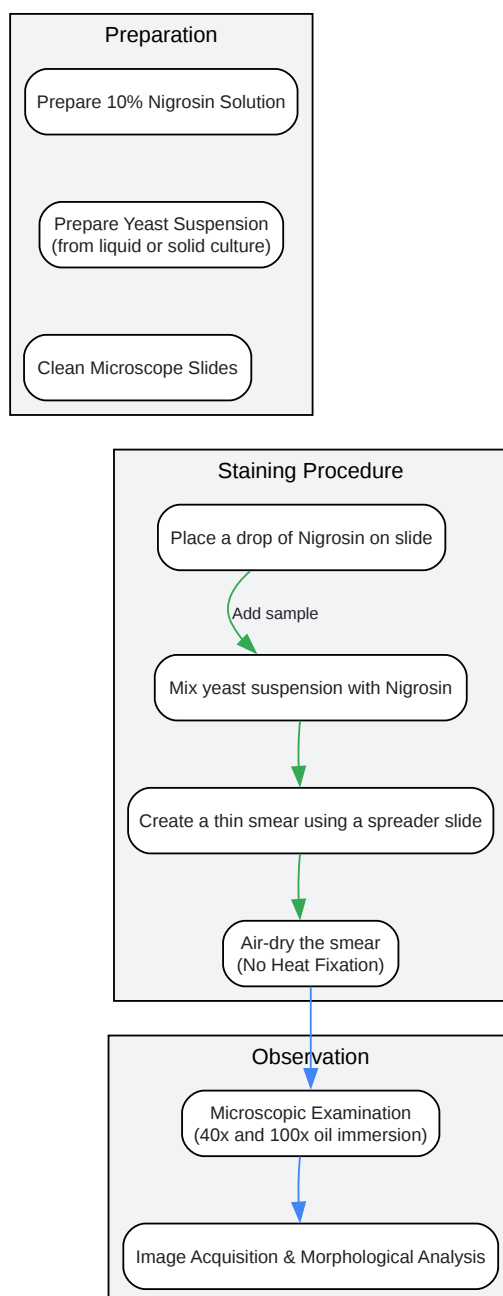 Preparation
Prepare 10% Nigrosin Solution
Prepare Yeast Suspension
(from liquid or solid culture)
Clean Microscope Slides
Staining Procedure
Place a drop of Nigrosin on slide
Add sample
Mix yeast suspension with Nigrosin
Create a thin smear using a spreader slide
Air-dry the smear
(No Heat Fixation)
Observation
Microscopic Examination
(40x and 100x oil immersion)
Image Acquisition & Morphological Analysis